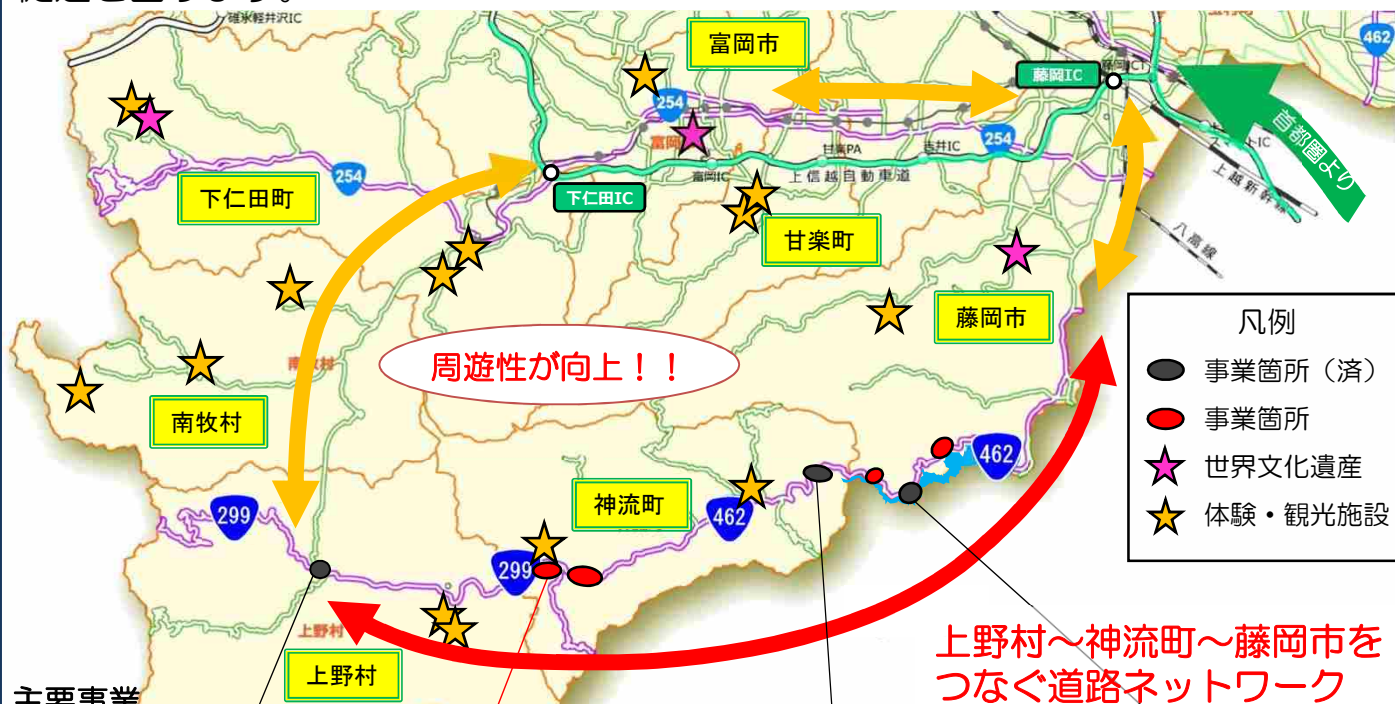 碓氷軽井沢IC
富岡市
462
藤岡IC
254
首都圏より
富岡
254
甘楽PA
吉井IC
富岡IC
上信越自動車道
上越新幹線
254
下仁田町
下仁田IC
甘楽町
八高線
藤岡市
凡例
周遊性が向上！！
事業箇所（済）
南牧村
南牧村
事業箇所
462
世界文化遺産
神流町
体験・観光施設
299
462
299
上野村
上野村～神流町～藤岡市を
つなぐ道路ネットワーク
上野村
主要事業